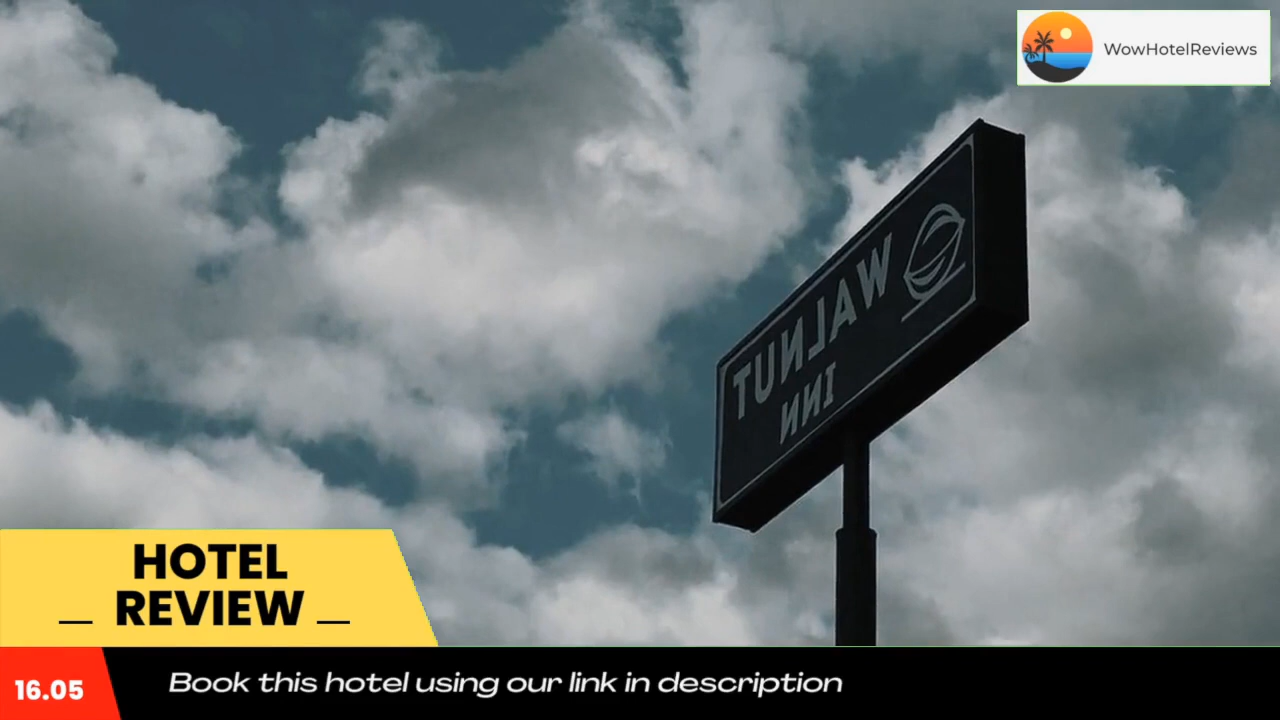 WowHotelReviews
WALNUT
INN
HOTEL
REVIEW
16.05
Book this hotel using our link in description